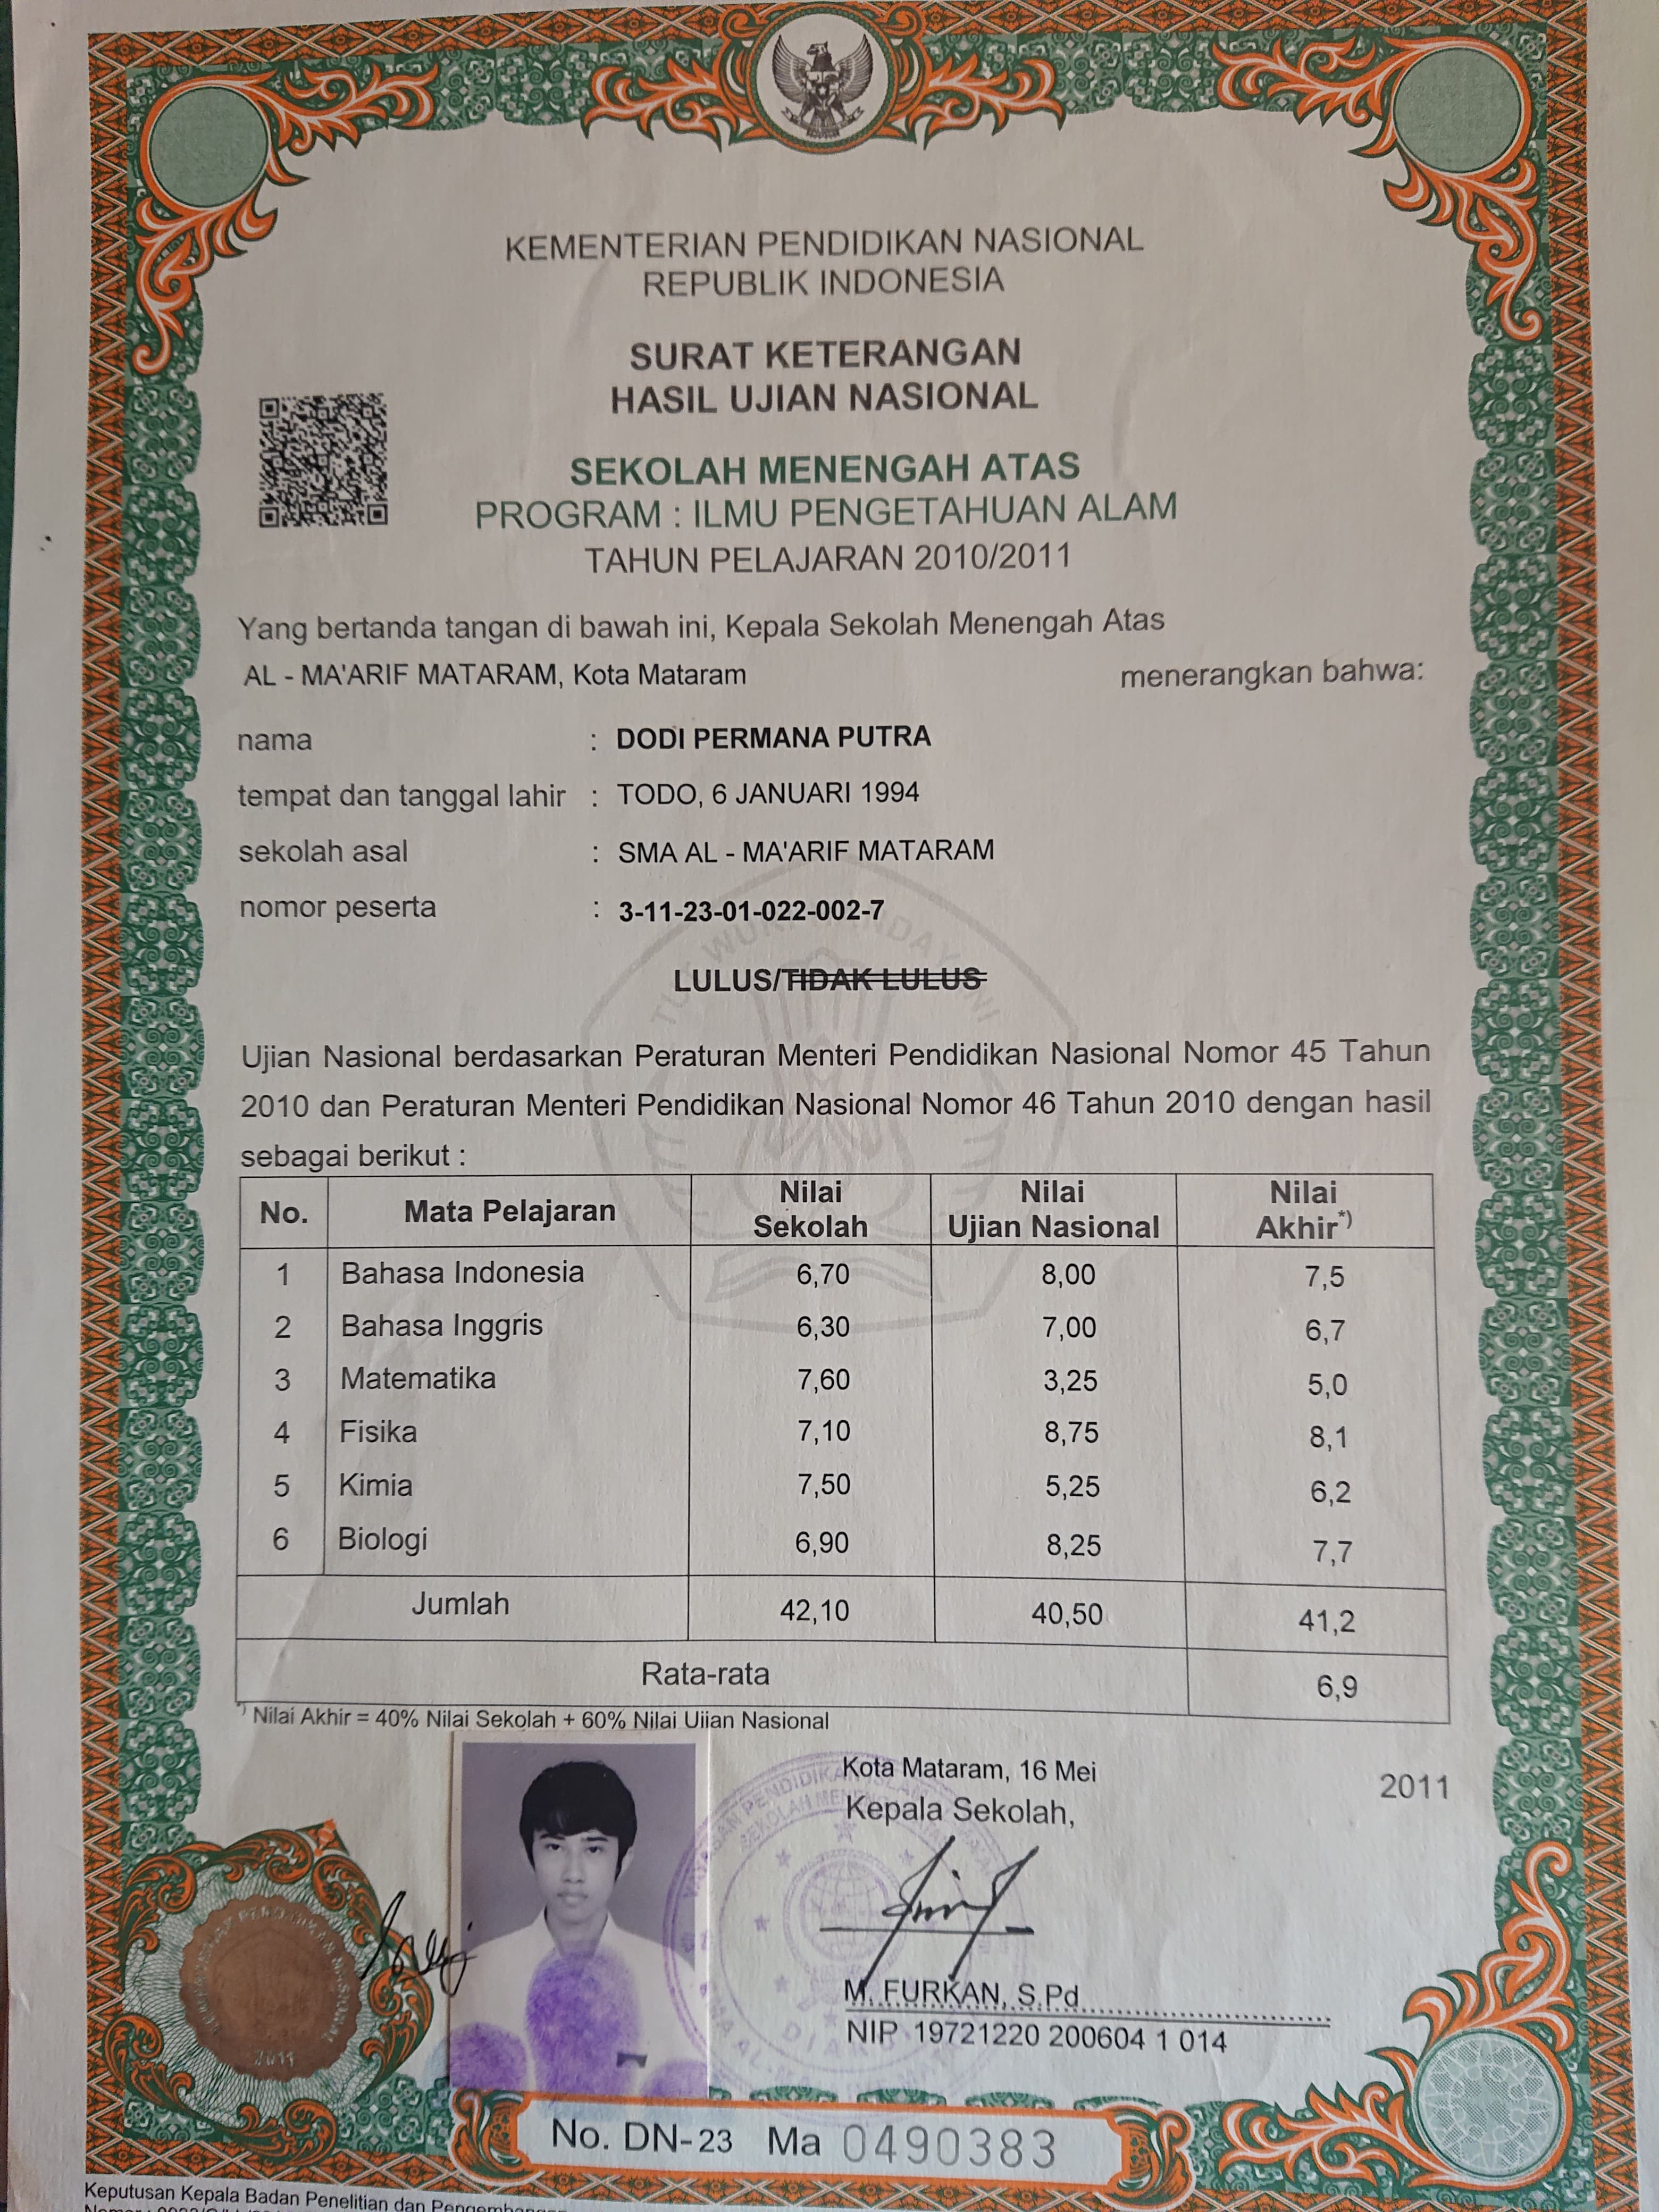 KEMENTERIAN PENDIDIKAN NASIONAL
REPUBLIK INDONESIA
SURAT KETERANGAN
HASIL UJIAN NASIONAL
SEKOLAH MENENGAH ATAS
PROGRAM : ILMU PENGETAHUAN ALAM
TAHUN PELAJARAN 2010/2011
Yang bertanda tangan di bawah ini, Kepala Sekolah Menengah Atas
AL - MA'ARIF MATARAM, Kota Mataram menerangkan bahwa:
nama : DODI PERMANA PUTRA
tempat dan tanggal lahir : TODO, 6 JANUARI 1994
sekolah asal : SMA AL - MA'ARIF MATARAM
nomor peserta : 3-11-23-01-022-002-7
LULUS/TIDAK LULUS
Ujian Nasional berdasarkan Peraturan Menteri Pendidikan Nasional Nomor 45 Tahun
2010 dan Peraturan Menteri Pendidikan Nasional Nomor 46 Tahun 2010 dengan hasil
sebagai berikut :
No. Mata Pelajaran Nilai Sekolah Nilai Ujian Nasional Nilai Akhir*)
1 Bahasa Indonesia 6,70 8,00 7,5
2 Bahasa Inggris 6,30 7,00 6,7
3 Matematika 7,60 3,25 5,0
4 Fisika 7,10 8,75 8,1
5 Kimia 7,50 5,25 6,2
6 Biologi 6,90 8,25 7,7
Jumlah 42,10 40,50 41,2
Rata-rata 6,9
*) Nilai Akhir = 40% Nilai Sekolah + 60% Nilai Ujian Nasional
Kota Mataram, 16 Mei 2011
Kepala Sekolah,
M. FURKAN, S.Pd
NIP 19721220 200604 1 014
2011
No. DN-23 Ma 0490383
Keputusan Kepala Badan Penelitian dan